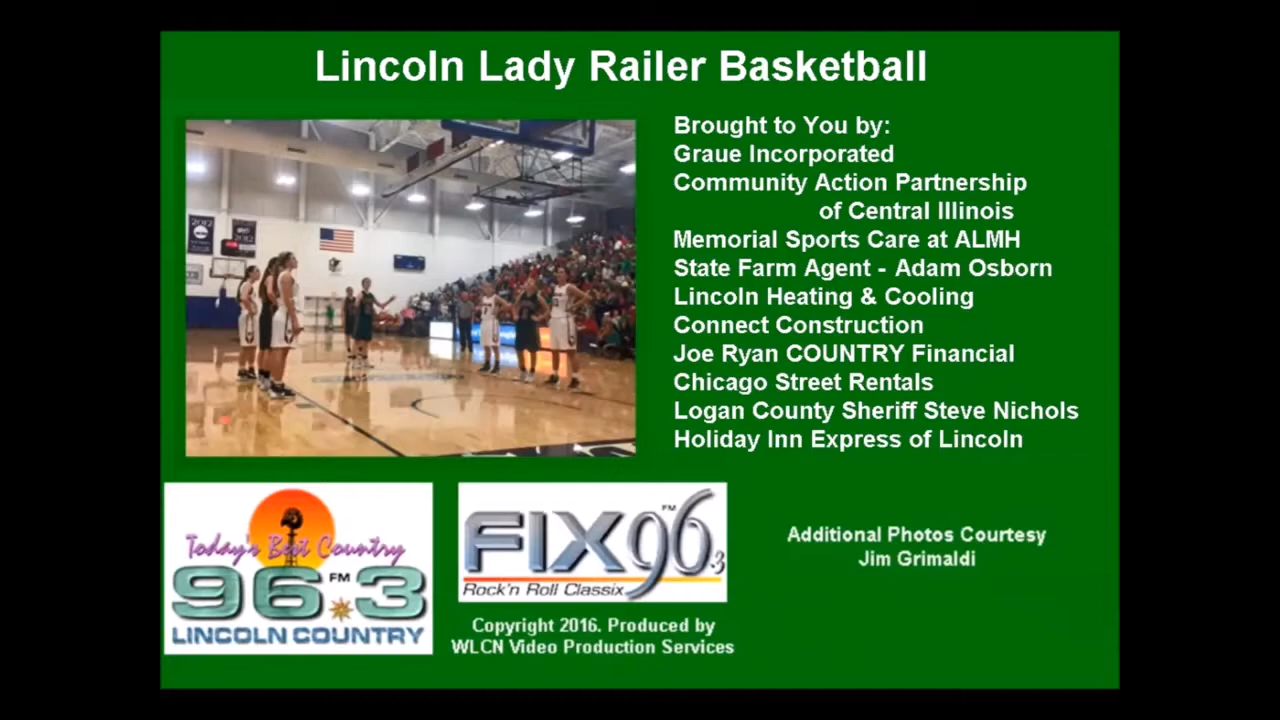 Lincoln Lady Railer Basketball
Brought to You by:
Graue Incorporated
Community Action Partnership
of Central Illinois
Memorial Sports Care at ALMH
State Farm Agent - Adam Osborn
Lincoln Heating & Cooling
Connect Construction
Joe Ryan COUNTRY Financial
Chicago Street Rentals
Logan County Sheriff Steve Nichols
Holiday Inn Express of Lincoln
2012
Today's Best Country
96.3 FM
LINCOLN COUNTRY
FIX 96.3 FM
Rock'n Roll Classix
Copyright 2016. Produced by
WLCN Video Production Services
Additional Photos Courtesy
Jim Grimaldi